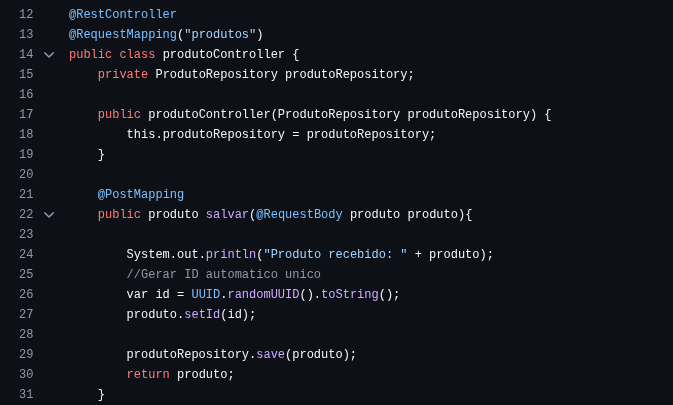 12 @RestController
13 @RequestMapping("produtos")
14 public class produtoController {
15 private ProdutoRepository produtoRepository;
16
17 public produtoController(ProdutoRepository produtoRepository) {
18 this.produtoRepository = produtoRepository;
19 }
20
21 @PostMapping
22 public produto salvar(@RequestBody produto produto){
23
24 System.out.println("Produto recebido: " + produto);
25 //Gerar ID automatico unico
26 var id = UUID.randomUUID().toString();
27 produto.setId(id);
28
29 produtoRepository.save(produto);
30 return produto;
31 }